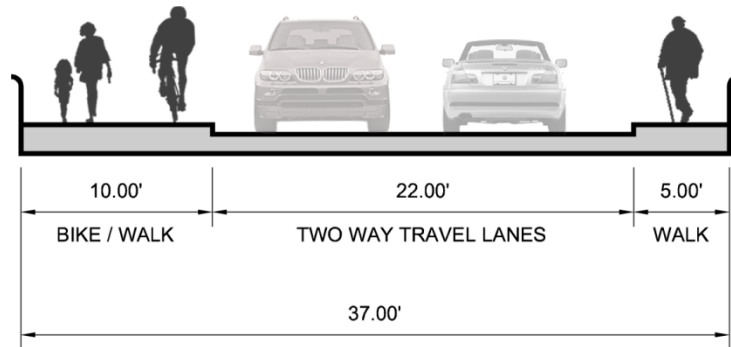 10.00'
22.00'
5.00'
BIKE / WALK
TWO WAY TRAVEL LANES
WALK
37.00'